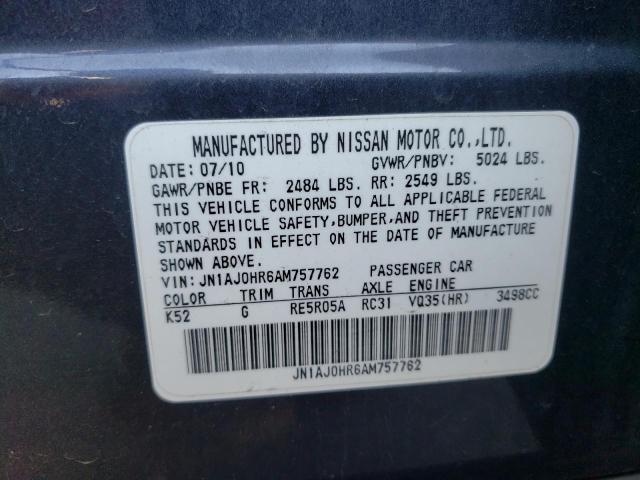 MANUFACTURED BY NISSAN MOTOR CO.,LTD.
DATE: 07/10 GVWR/PNBV: 5024 LBS.
GAWR/PNBE FR: 2484 LBS. RR: 2549 LBS.
THIS VEHICLE CONFORMS TO ALL APPLICABLE FEDERAL
MOTOR VEHICLE SAFETY, BUMPER, AND THEFT PREVENTION
STANDARDS IN EFFECT ON THE DATE OF MANUFACTURE
SHOWN ABOVE.
VIN: JN1AJ0HR6AM757762 PASSENGER CAR
COLOR TRIM TRANS AXLE ENGINE
K52 G RE5R05A RC31 VQ35(HR) 3498CC
JN1AJ0HR6AM757762